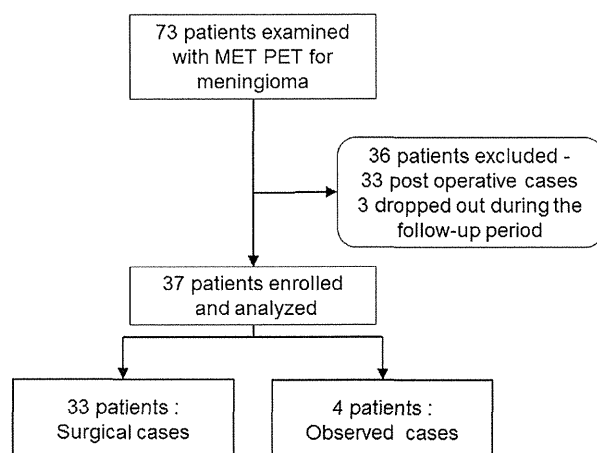 73 patients examined
with MET PET for
meningioma
36 patients excluded -
33 post operative cases
3 dropped out during the
follow-up period
37 patients enrolled
and analyzed
33 patients :
Surgical cases
4 patients :
Observed cases